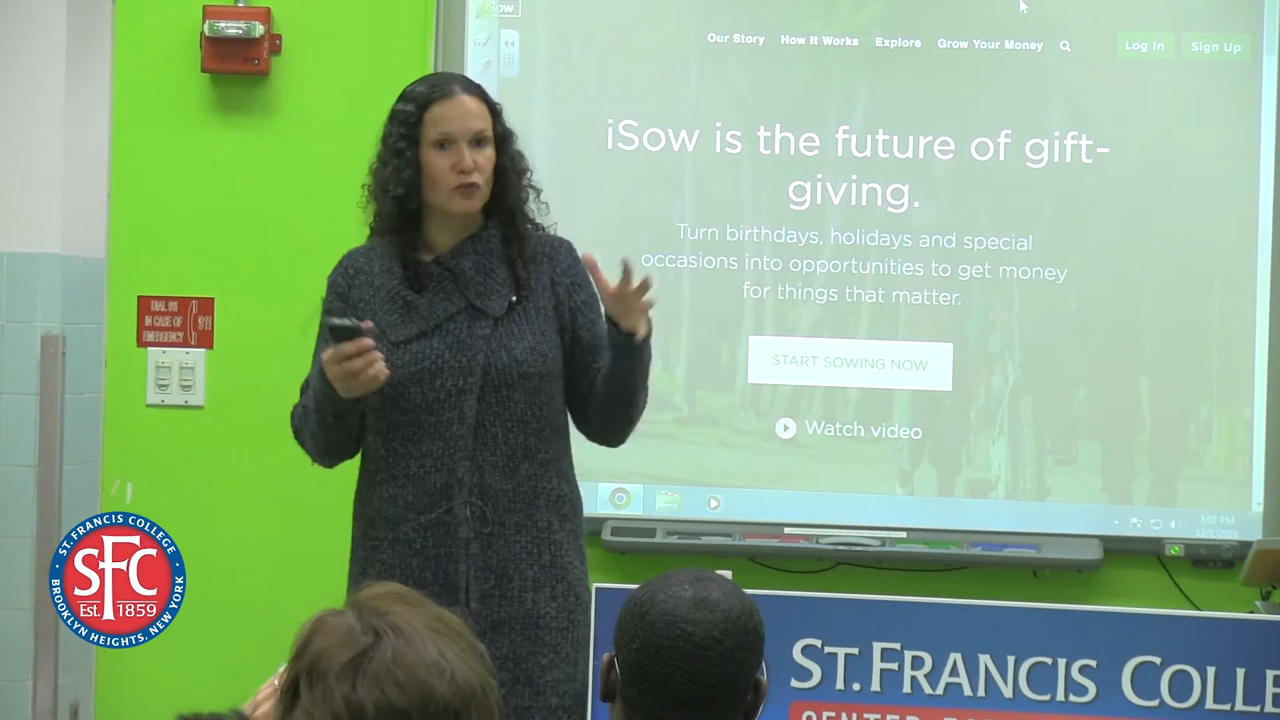 iSow
Our Story How It Works Explore Grow Your Money
Log In Sign Up
iSow is the future of gift-
giving.
Turn birthdays, holidays and special
occasions into opportunities to get money
for things that matter.
START SOWING NOW
Watch video
3:07 PM
DIAL 911
IN CASE OF
EMERGENCY
911
ST. FRANCIS COLLEGE
SFC
Est. 1859
BROOKLYN HEIGHTS, NEW YORK
ST. FRANCIS COLLE